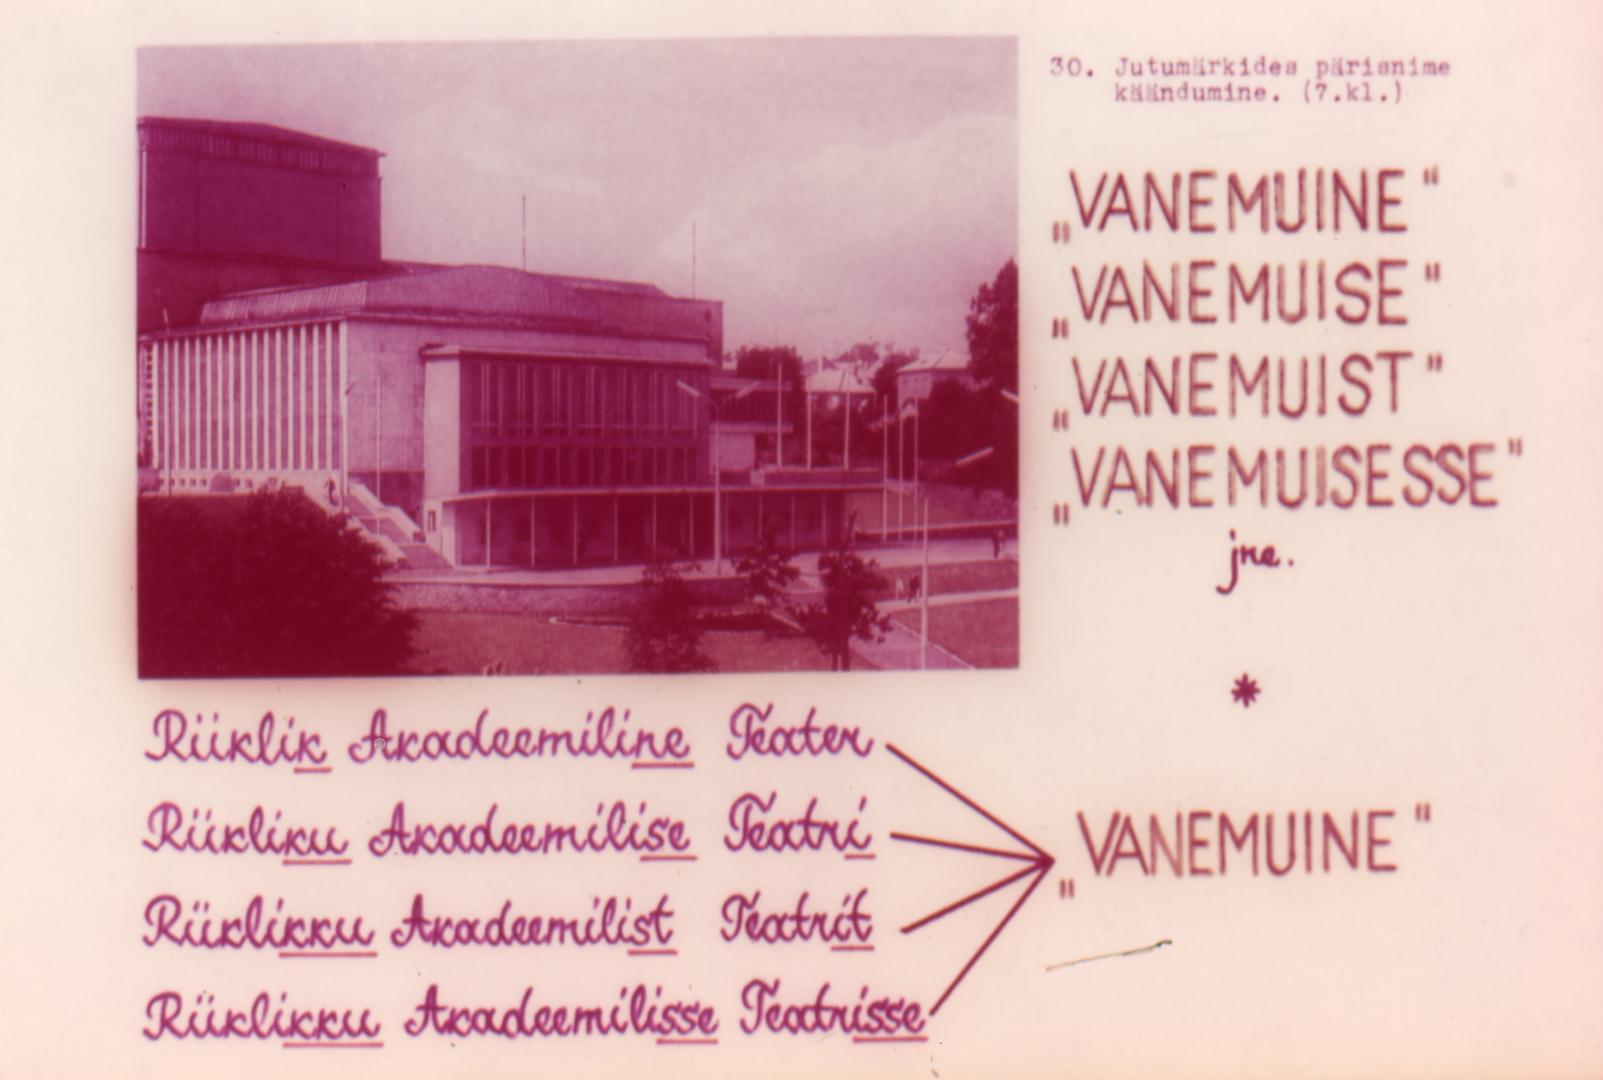 30. Jutumärkides pärisnime
käändumine. (7.kl.)
„VANEMUINE"
„VANEMUISE"
„VANEMUIST"
„VANEMUISESSE"
jne.
*
Riiklik Akadeemiline Teater
Riikliku Akadeemilise Teatri
Riiklikku Akadeemilist Teatrit
Riiklikku Akadeemilisse Teatrisse
„VANEMUINE"